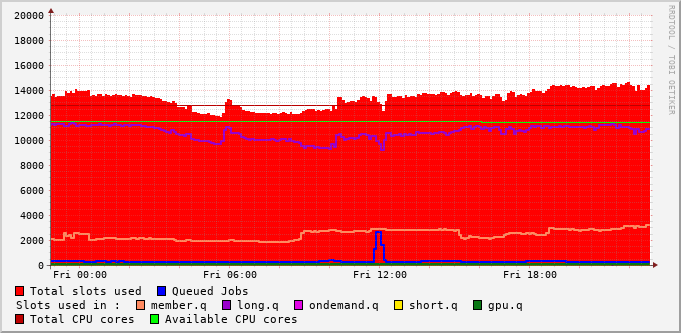 20000
18000
16000
14000
12000
10000
8000
6000
4000
2000
0
Fri 00:00 Fri 06:00 Fri 12:00 Fri 18:00
RRDTOOL / TOBI OETIKER
Total slots used Queued Jobs
Slots used in : member.q long.q ondemand.q short.q gpu.q
Total CPU cores Available CPU cores